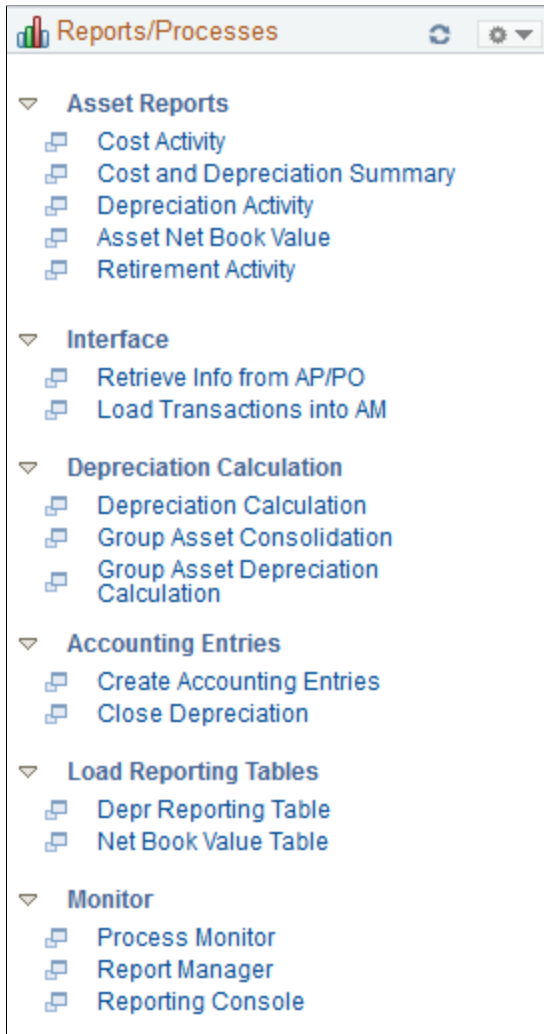 Reports/Processes
Asset Reports
Cost Activity
Cost and Depreciation Summary
Depreciation Activity
Asset Net Book Value
Retirement Activity
Interface
Retrieve Info from AP/PO
Load Transactions into AM
Depreciation Calculation
Depreciation Calculation
Group Asset Consolidation
Group Asset Depreciation
Calculation
Accounting Entries
Create Accounting Entries
Close Depreciation
Load Reporting Tables
Depr Reporting Table
Net Book Value Table
Monitor
Process Monitor
Report Manager
Reporting Console